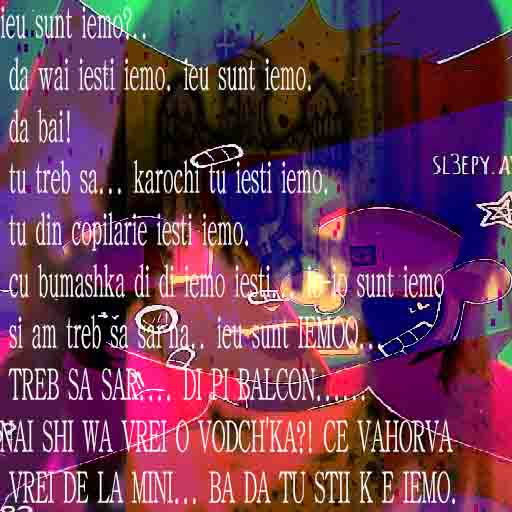 ieu sunt iemo?..
da wai iesti iemo. ieu sunt iemo.
da bai!
tu treb sa... karochi tu iesti iemo.
SL3EPY.A
tu din copilarie iesti iemo.
cu bumashka di di iemo iesti... io-io sunt iemo
si am treb sa sar na.. ieu sunt IEMOO...
TREB SA SAR.... DI PI BALCON......
NAI SHI WA VREI O VODCH'KA?! CE VAHORVA
VREI DE LA MINI... BA DA TU STII K E IEMO.